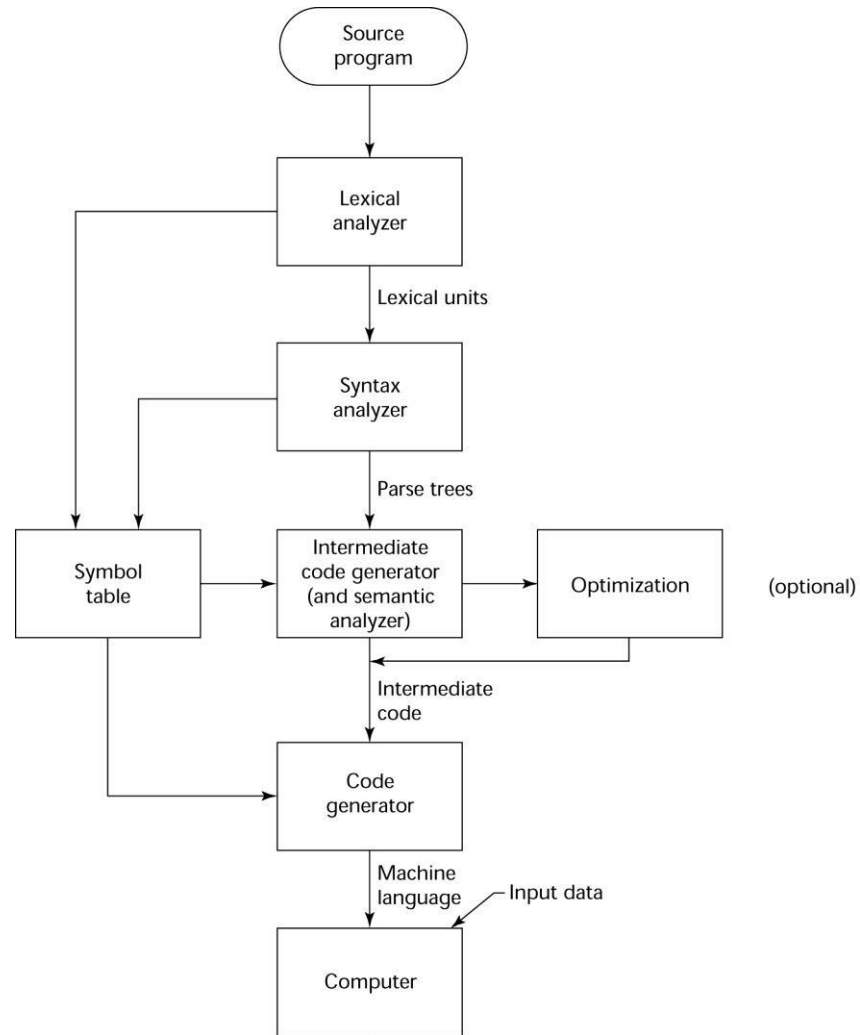 Source
program
Lexical
analyzer
Lexical units
Syntax
analyzer
Parse trees
Symbol
table
Intermediate
code generator
(and semantic
analyzer)
Optimization
(optional)
Intermediate
code
Code
generator
Machine
language
Input data
Computer